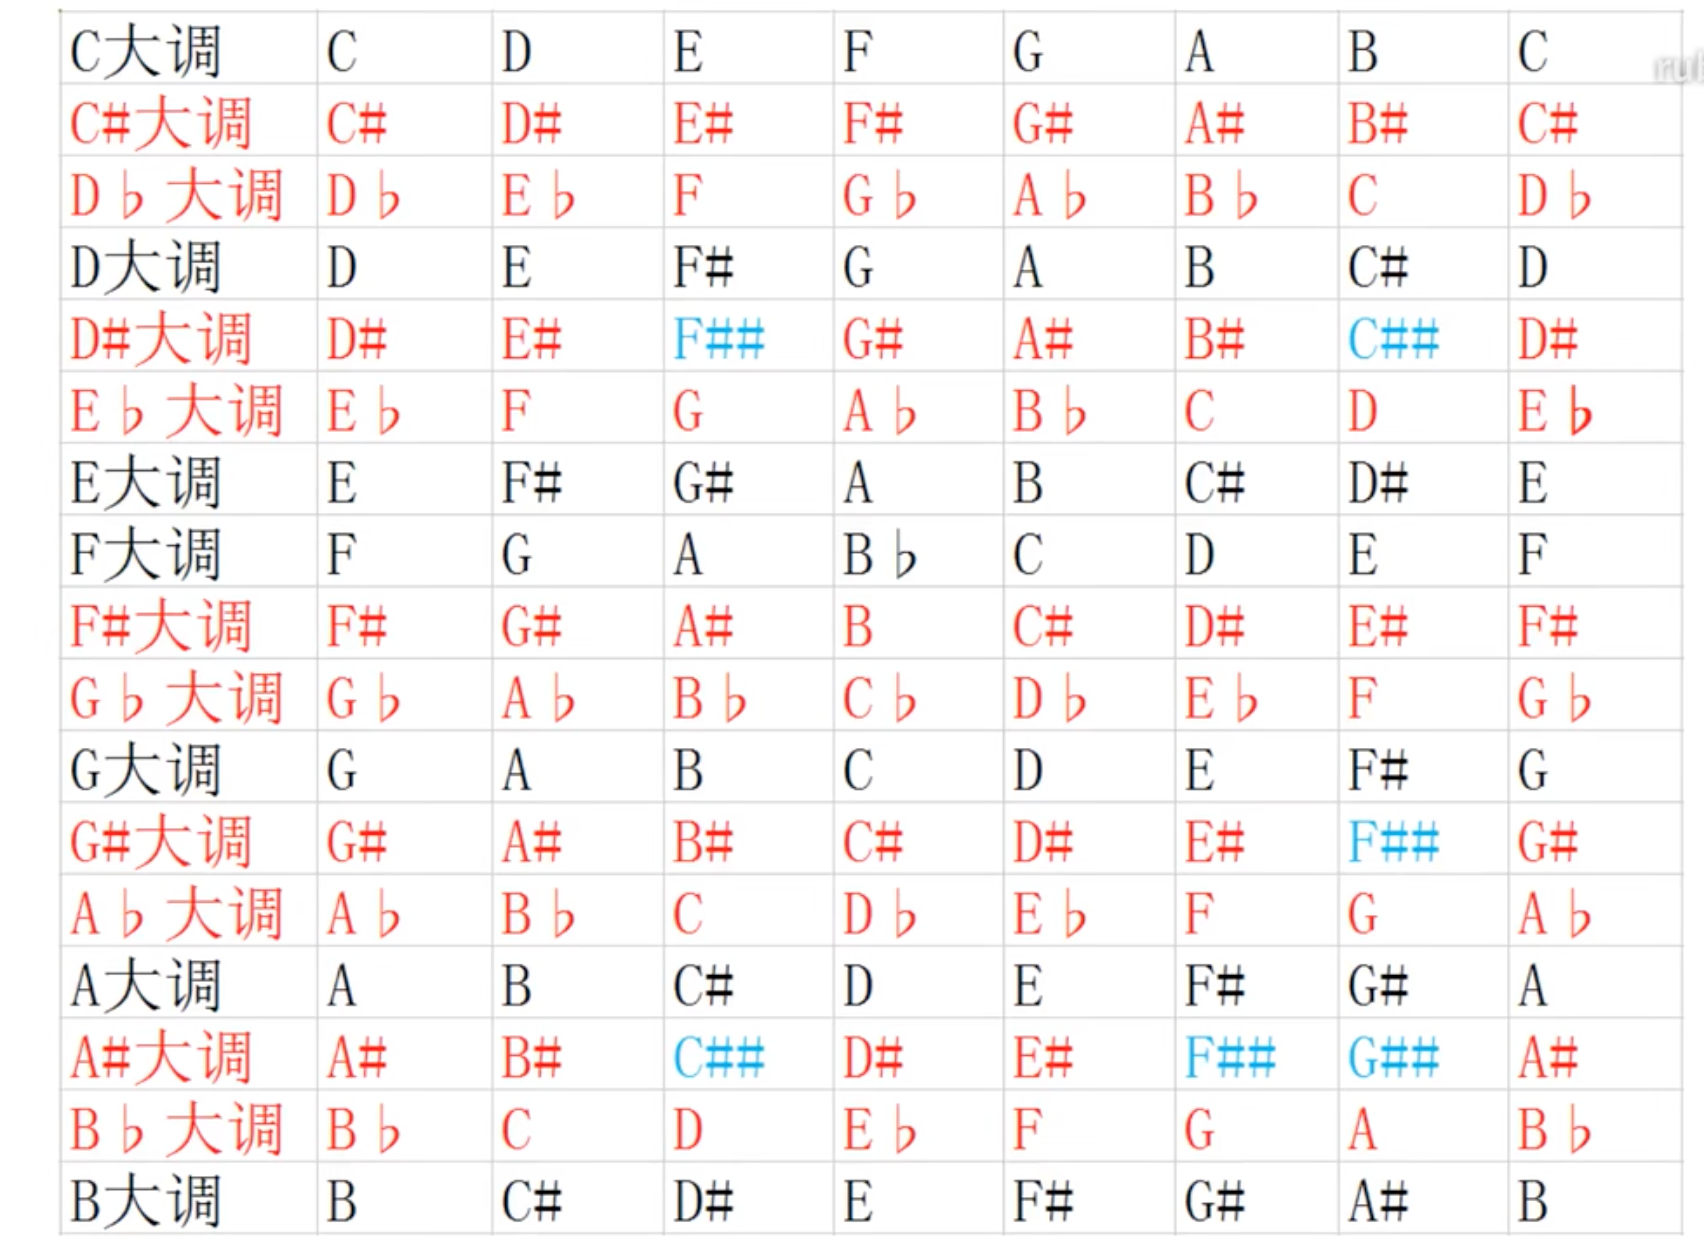 C大调 C D E F G A B C
C#大调 C# D# E# F# G# A# B# C#
D♭大调 D♭ E♭ F G♭ A♭ B♭ C D♭
D大调 D E F# G A B C# D
D#大调 D# E# F## G# A# B# C## D#
E♭大调 E♭ F G A♭ B♭ C D E♭
E大调 E F# G# A B C# D# E
F大调 F G A B♭ C D E F
F#大调 F# G# A# B C# D# E# F#
G♭大调 G♭ A♭ B♭ C♭ D♭ E♭ F G♭
G大调 G A B C D E F# G
G#大调 G# A# B# C# D# E# F## G#
A♭大调 A♭ B♭ C D♭ E♭ F G A♭
A大调 A B C# D E F# G# A
A#大调 A# B# C## D# E# F## G## A#
B♭大调 B♭ C D E♭ F G A B♭
B大调 B C# D# E F# G# A# B